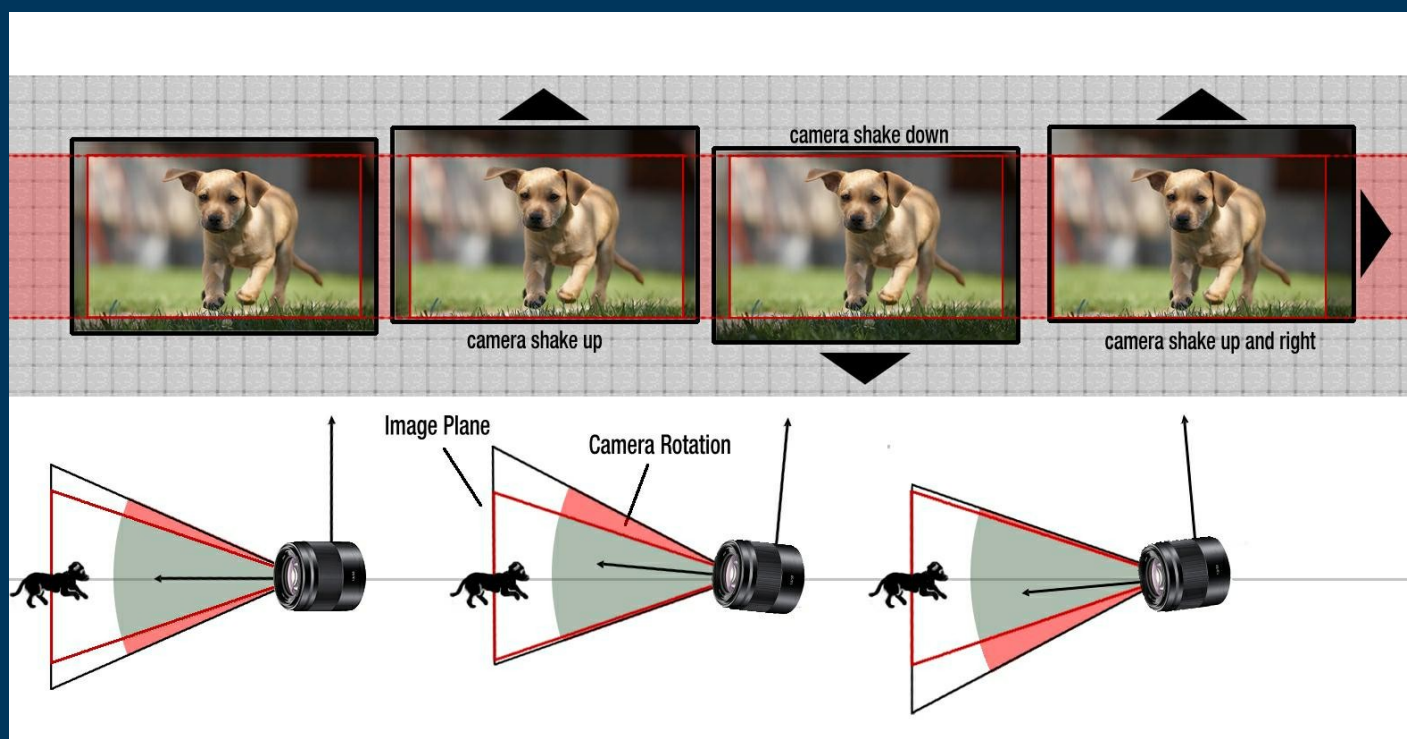 camera shake down
camera shake up
camera shake up and right
Image Plane
Camera Rotation